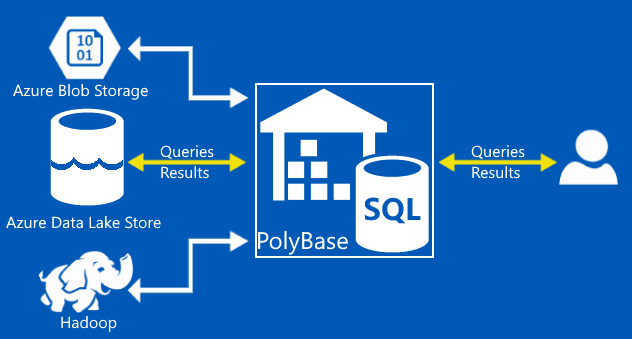 10
01
Azure Blob Storage
Queries
Results
Azure Data Lake Store
Hadoop
SQL
PolyBase
Queries
Results